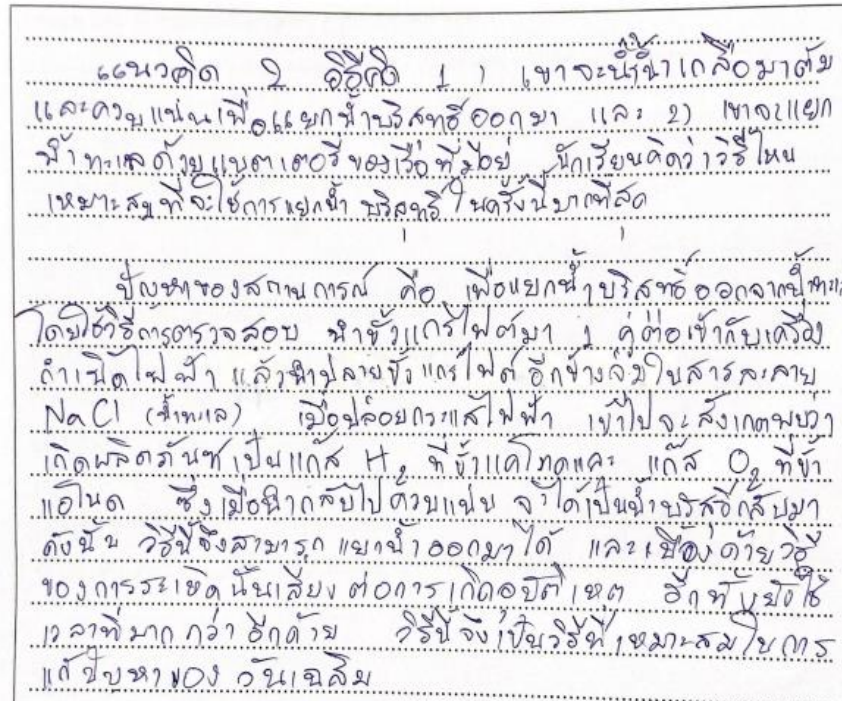 แนวคิด 2 วิธีคือ 1) เขาจะนำน้ำเกลือมาต้ม
และควบแน่นเพื่อแยกน้ำบริสุทธิ์ออกมา และ 2) เขาจะแยก
น้ำทะเลด้วยแบตเตอรี่ของเรือที่มีอยู่ นักเรียนคิดว่าวิธีไหน
เหมาะสมที่จะใช้การแยกน้ำ บริสุทธิ์ในครั้งนี้มากที่สุด
ปัญหาของสถานการณ์ คือ เพื่อแยกน้ำบริสุทธิ์ออกจากน้ำทะเล
โดยใช้วิธีการตรวจสอบ นำขั้วแกรไฟต์มา 1 คู่ต่อเข้ากับเครื่อง
กำเนิดไฟฟ้า แล้วนำปลายขั้วแกรไฟต์อีกข้างจุ่มในสารละลาย
NaCl (น้ำทะเล) เมื่อปล่อยกระแสไฟฟ้า เข้าไปจะสังเกตพบว่า
เกิดผลิตภัณฑ์เป็นแก๊ส H₂ ที่ขั้วแคโทดและ แก๊ส O₂ ที่ขั้ว
แอโนด ซึ่งเมื่อนำกลับไปควบแน่น จะได้เป็นน้ำบริสุทธิ์กลับมา
ดังนั้น วิธีนี้จึงสามารถ แยกน้ำออกมาได้ และเนื่องด้วยวิธี
ของการระเหิดนั้นเสี่ยงต่อการเกิดอุบัติเหตุ อีกทั้งยังใช้
เวลาที่มากกว่าอีกด้วย วิธีนี้จึงเป็นวิธีที่เหมาะสมในการ
แก้ปัญหาของ วันเฉลิม